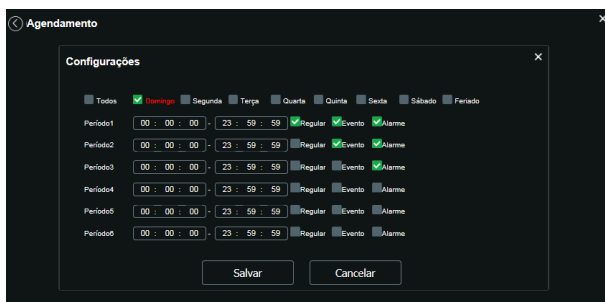 Agendamento
Configurações
Todos Domingo Segunda Terça Quarta Quinta Sexta Sábado Feriado
Período1 00 : 00 : 00 - 23 : 59 : 59 Regular Evento Alarme
Período2 00 : 00 : 00 - 23 : 59 : 59 Regular Evento Alarme
Período3 00 : 00 : 00 - 23 : 59 : 59 Regular Evento Alarme
Período4 00 : 00 : 00 - 23 : 59 : 59 Regular Evento Alarme
Período5 00 : 00 : 00 - 23 : 59 : 59 Regular Evento Alarme
Período6 00 : 00 : 00 - 23 : 59 : 59 Regular Evento Alarme
Salvar Cancelar